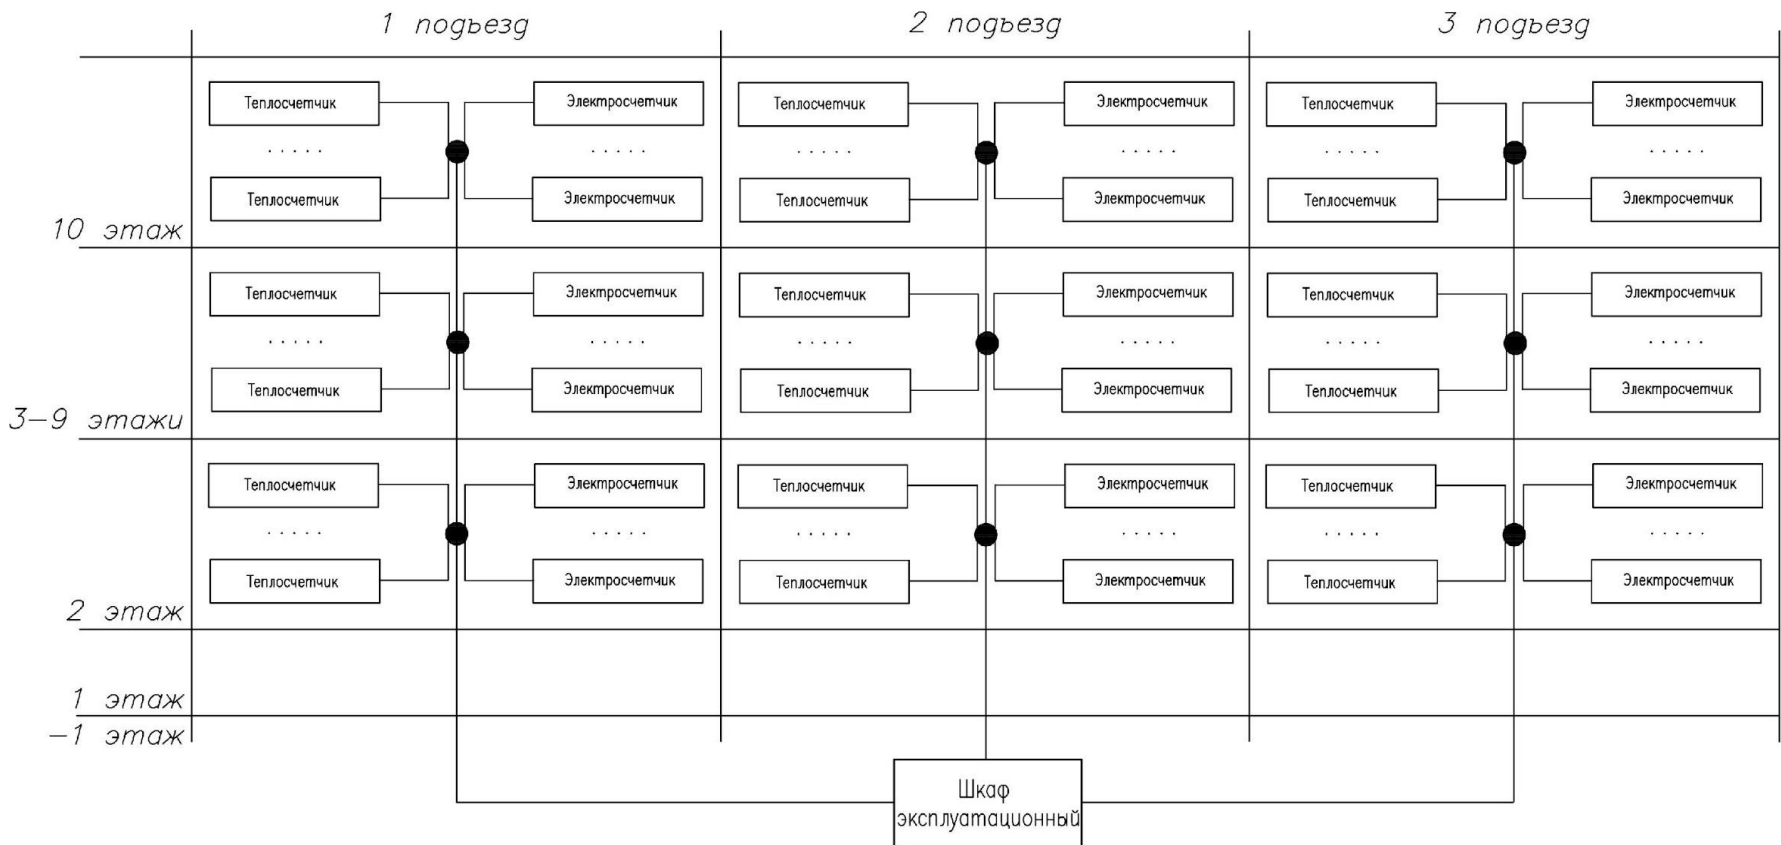 1 подъезд 2 подъезд 3 подъезд
Теплосчетчик Электросчетчик Теплосчетчик Электросчетчик Теплосчетчик Электросчетчик
. . . . . . . . . . . . . . . . . . . . . . . . . . . . . .
Теплосчетчик Электросчетчик Теплосчетчик Электросчетчик Теплосчетчик Электросчетчик
10 этаж
Теплосчетчик Электросчетчик Теплосчетчик Электросчетчик Теплосчетчик Электросчетчик
. . . . . . . . . . . . . . . . . . . . . . . . . . . . . .
Теплосчетчик Электросчетчик Теплосчетчик Электросчетчик Теплосчетчик Электросчетчик
3-9 этажи
Теплосчетчик Электросчетчик Теплосчетчик Электросчетчик Теплосчетчик Электросчетчик
. . . . . . . . . . . . . . . . . . . . . . . . . . . . . .
Теплосчетчик Электросчетчик Теплосчетчик Электросчетчик Теплосчетчик Электросчетчик
2 этаж
1 этаж
-1 этаж
Шкаф
эксплуатационный